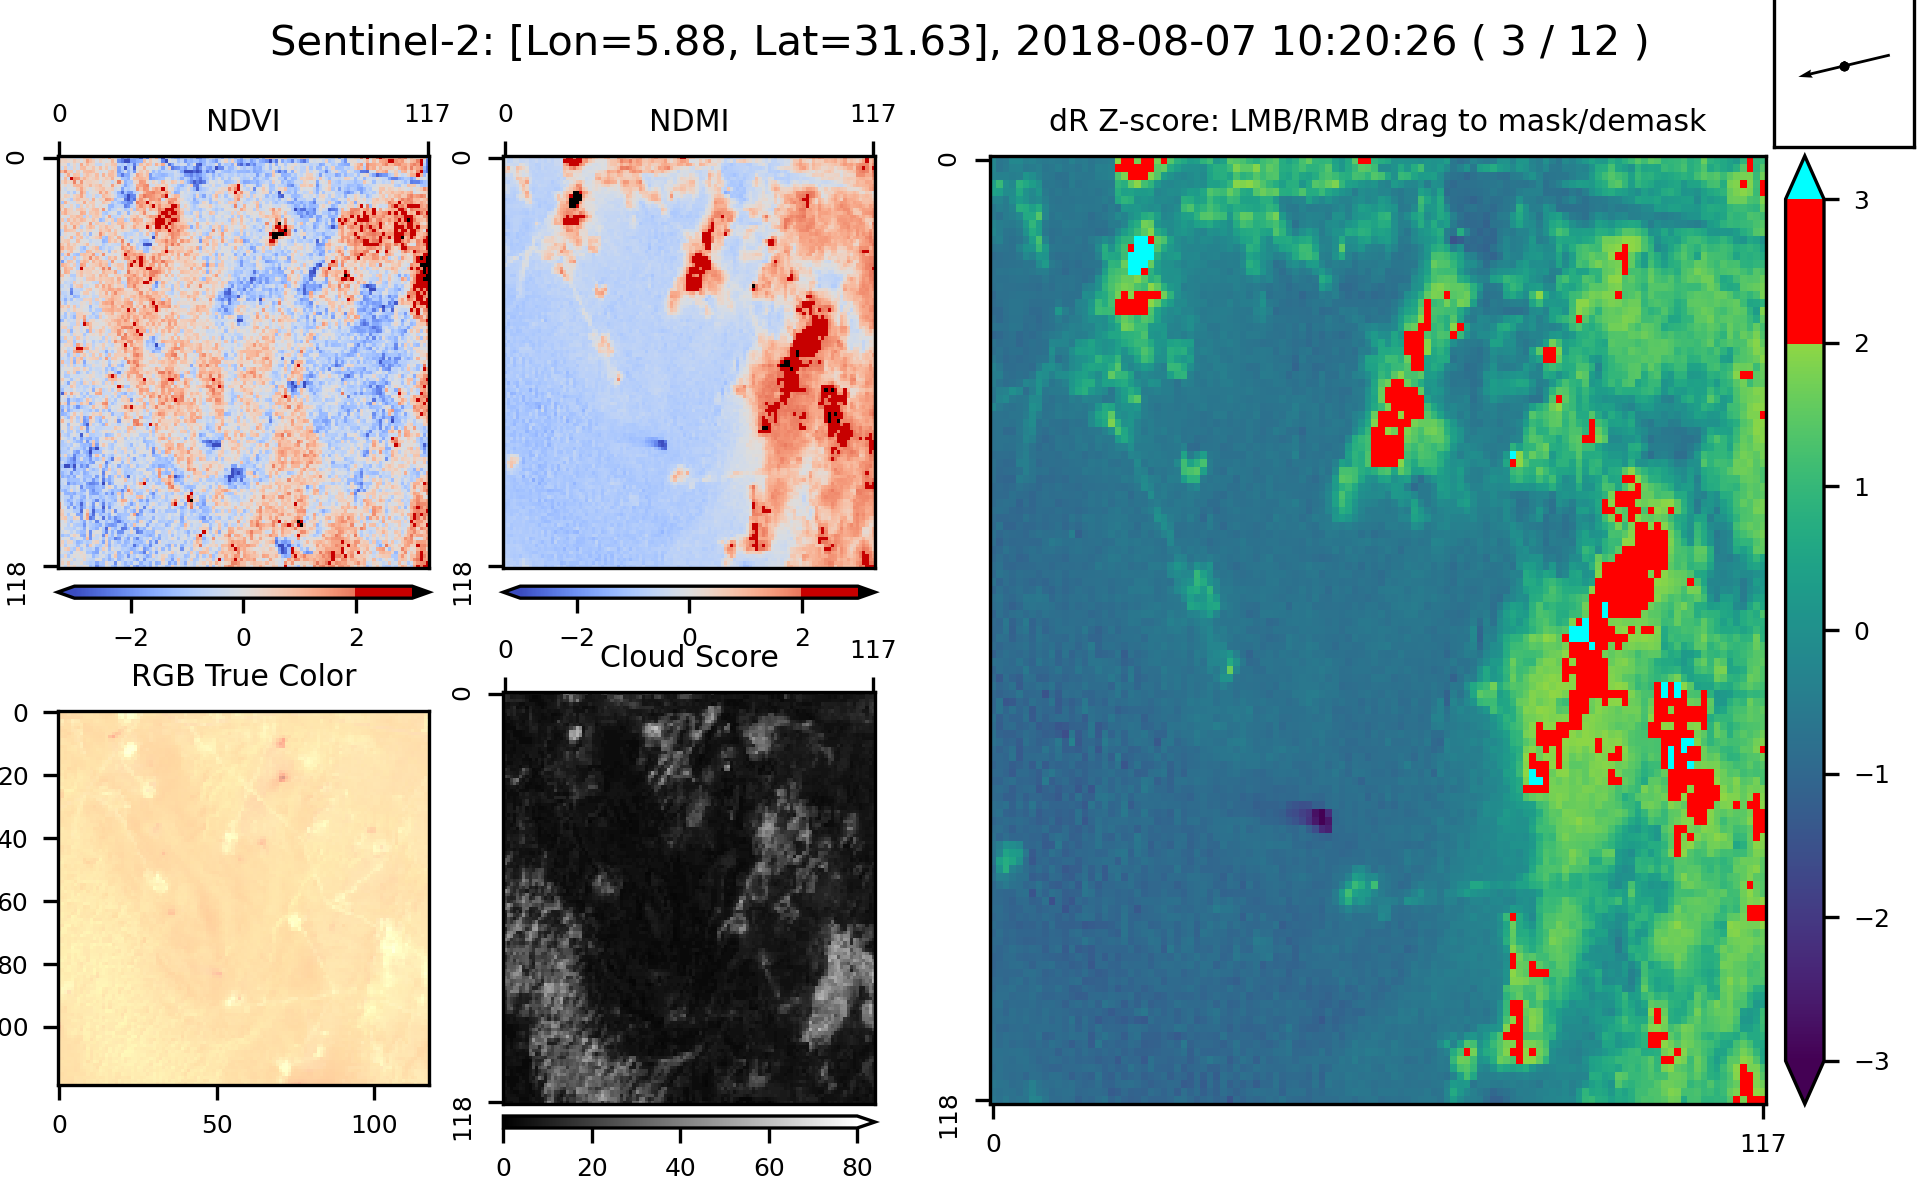 Sentinel-2: [Lon=5.88, Lat=31.63], 2018-08-07 10:20:26 ( 3 / 12 )
0 NDVI 117
0
118
−2 0 2
0 NDMI 117
0
118
−2 0 2
dR Z-score: LMB/RMB drag to mask/demask
0
118
0 117
3
2
1
0
−1
−2
−3
RGB True Color
0
20
40
60
80
00
0 50 100
0 Cloud Score 117
0
118
0 20 40 60 80